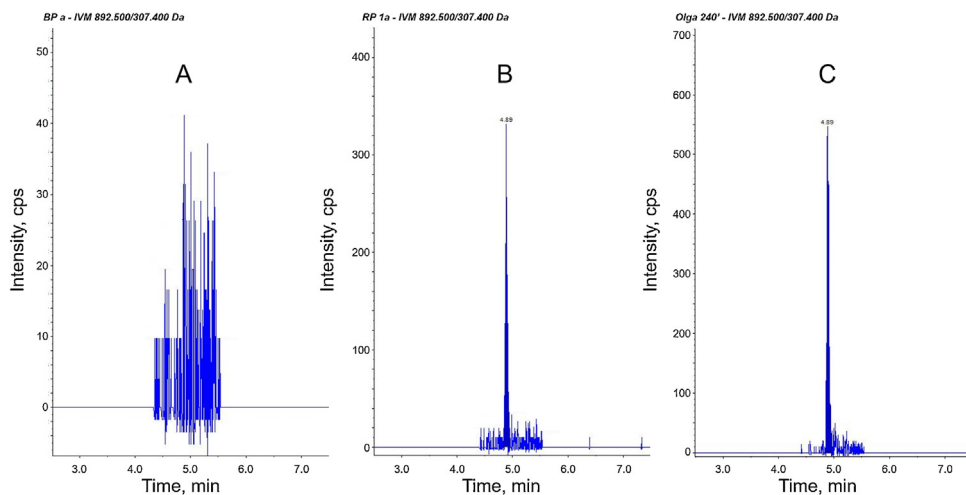 BP a - IVM 892.500/307.400 Da
50
40
30
20
10
0
A
Intensity, cps
3.0 4.0 5.0 6.0 7.0
Time, min
RP 1a - IVM 892.500/307.400 Da
400
300
200
100
0
B
4.89
Intensity, cps
3.0 4.0 5.0 6.0 7.0
Time, min
Olga 240' - IVM 892.500/307.400 Da
700
600
500
400
300
200
100
0
C
4.89
Intensity, cps
3.0 4.0 5.0 6.0 7.0
Time, min